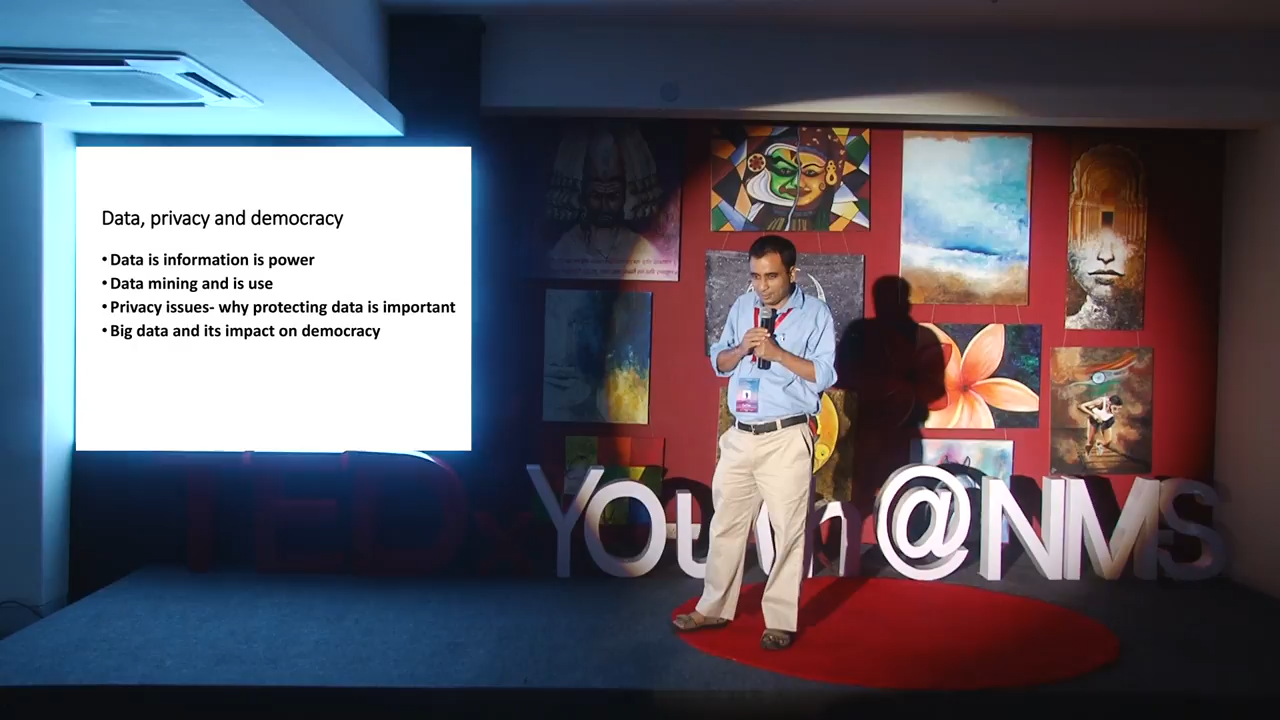 Data, privacy and democracy
• Data is information is power
• Data mining and is use
• Privacy issues- why protecting data is important
• Big data and its impact on democracy
TEDxYouth@NMS